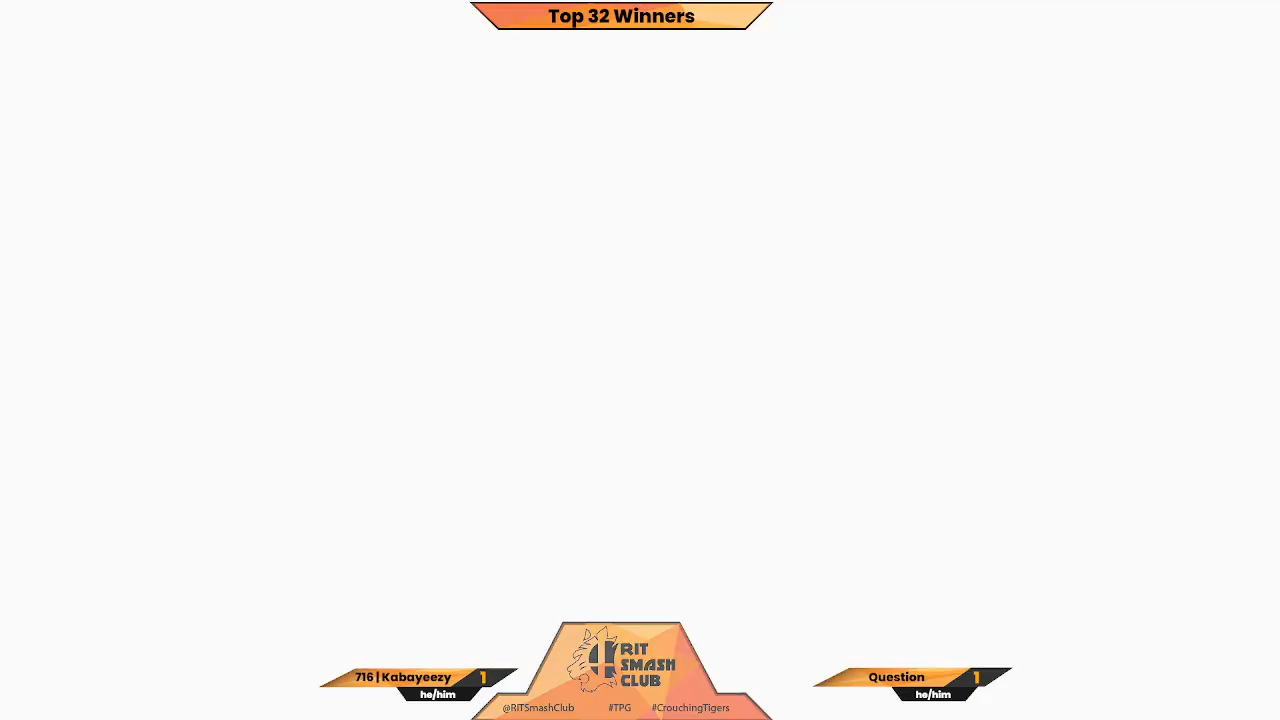 Top 32 Winners
RIT
SMASH
CLUB
716 | Kabayeezy 1
he/him
Question 1
he/him
@RITSmashClub #TPG #CrouchingTigers